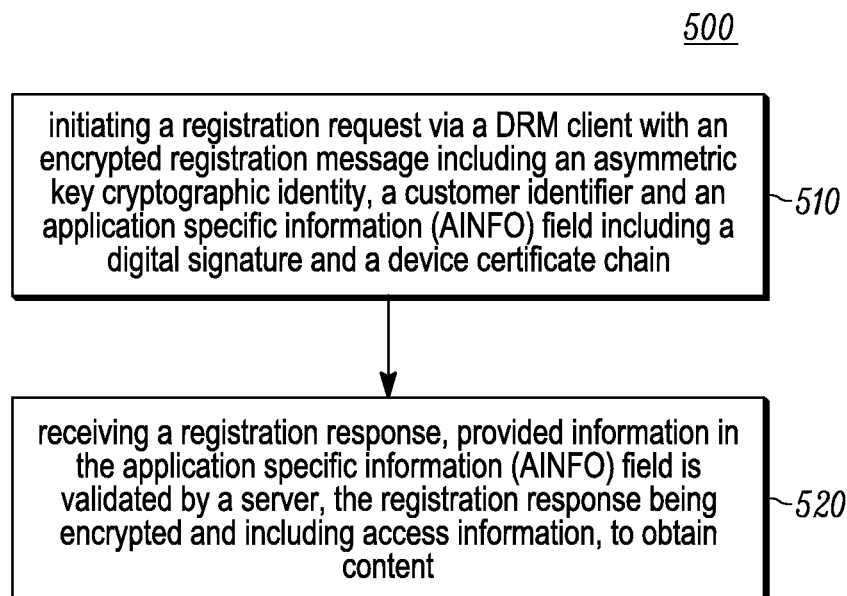 500
initiating a registration request via a DRM client with an
encrypted registration message including an asymmetric
key cryptographic identity, a customer identifier and an
application specific information (AINFO) field including a
digital signature and a device certificate chain
510
receiving a registration response, provided information in
the application specific information (AINFO) field is
validated by a server, the registration response being
encrypted and including access information, to obtain
content
520